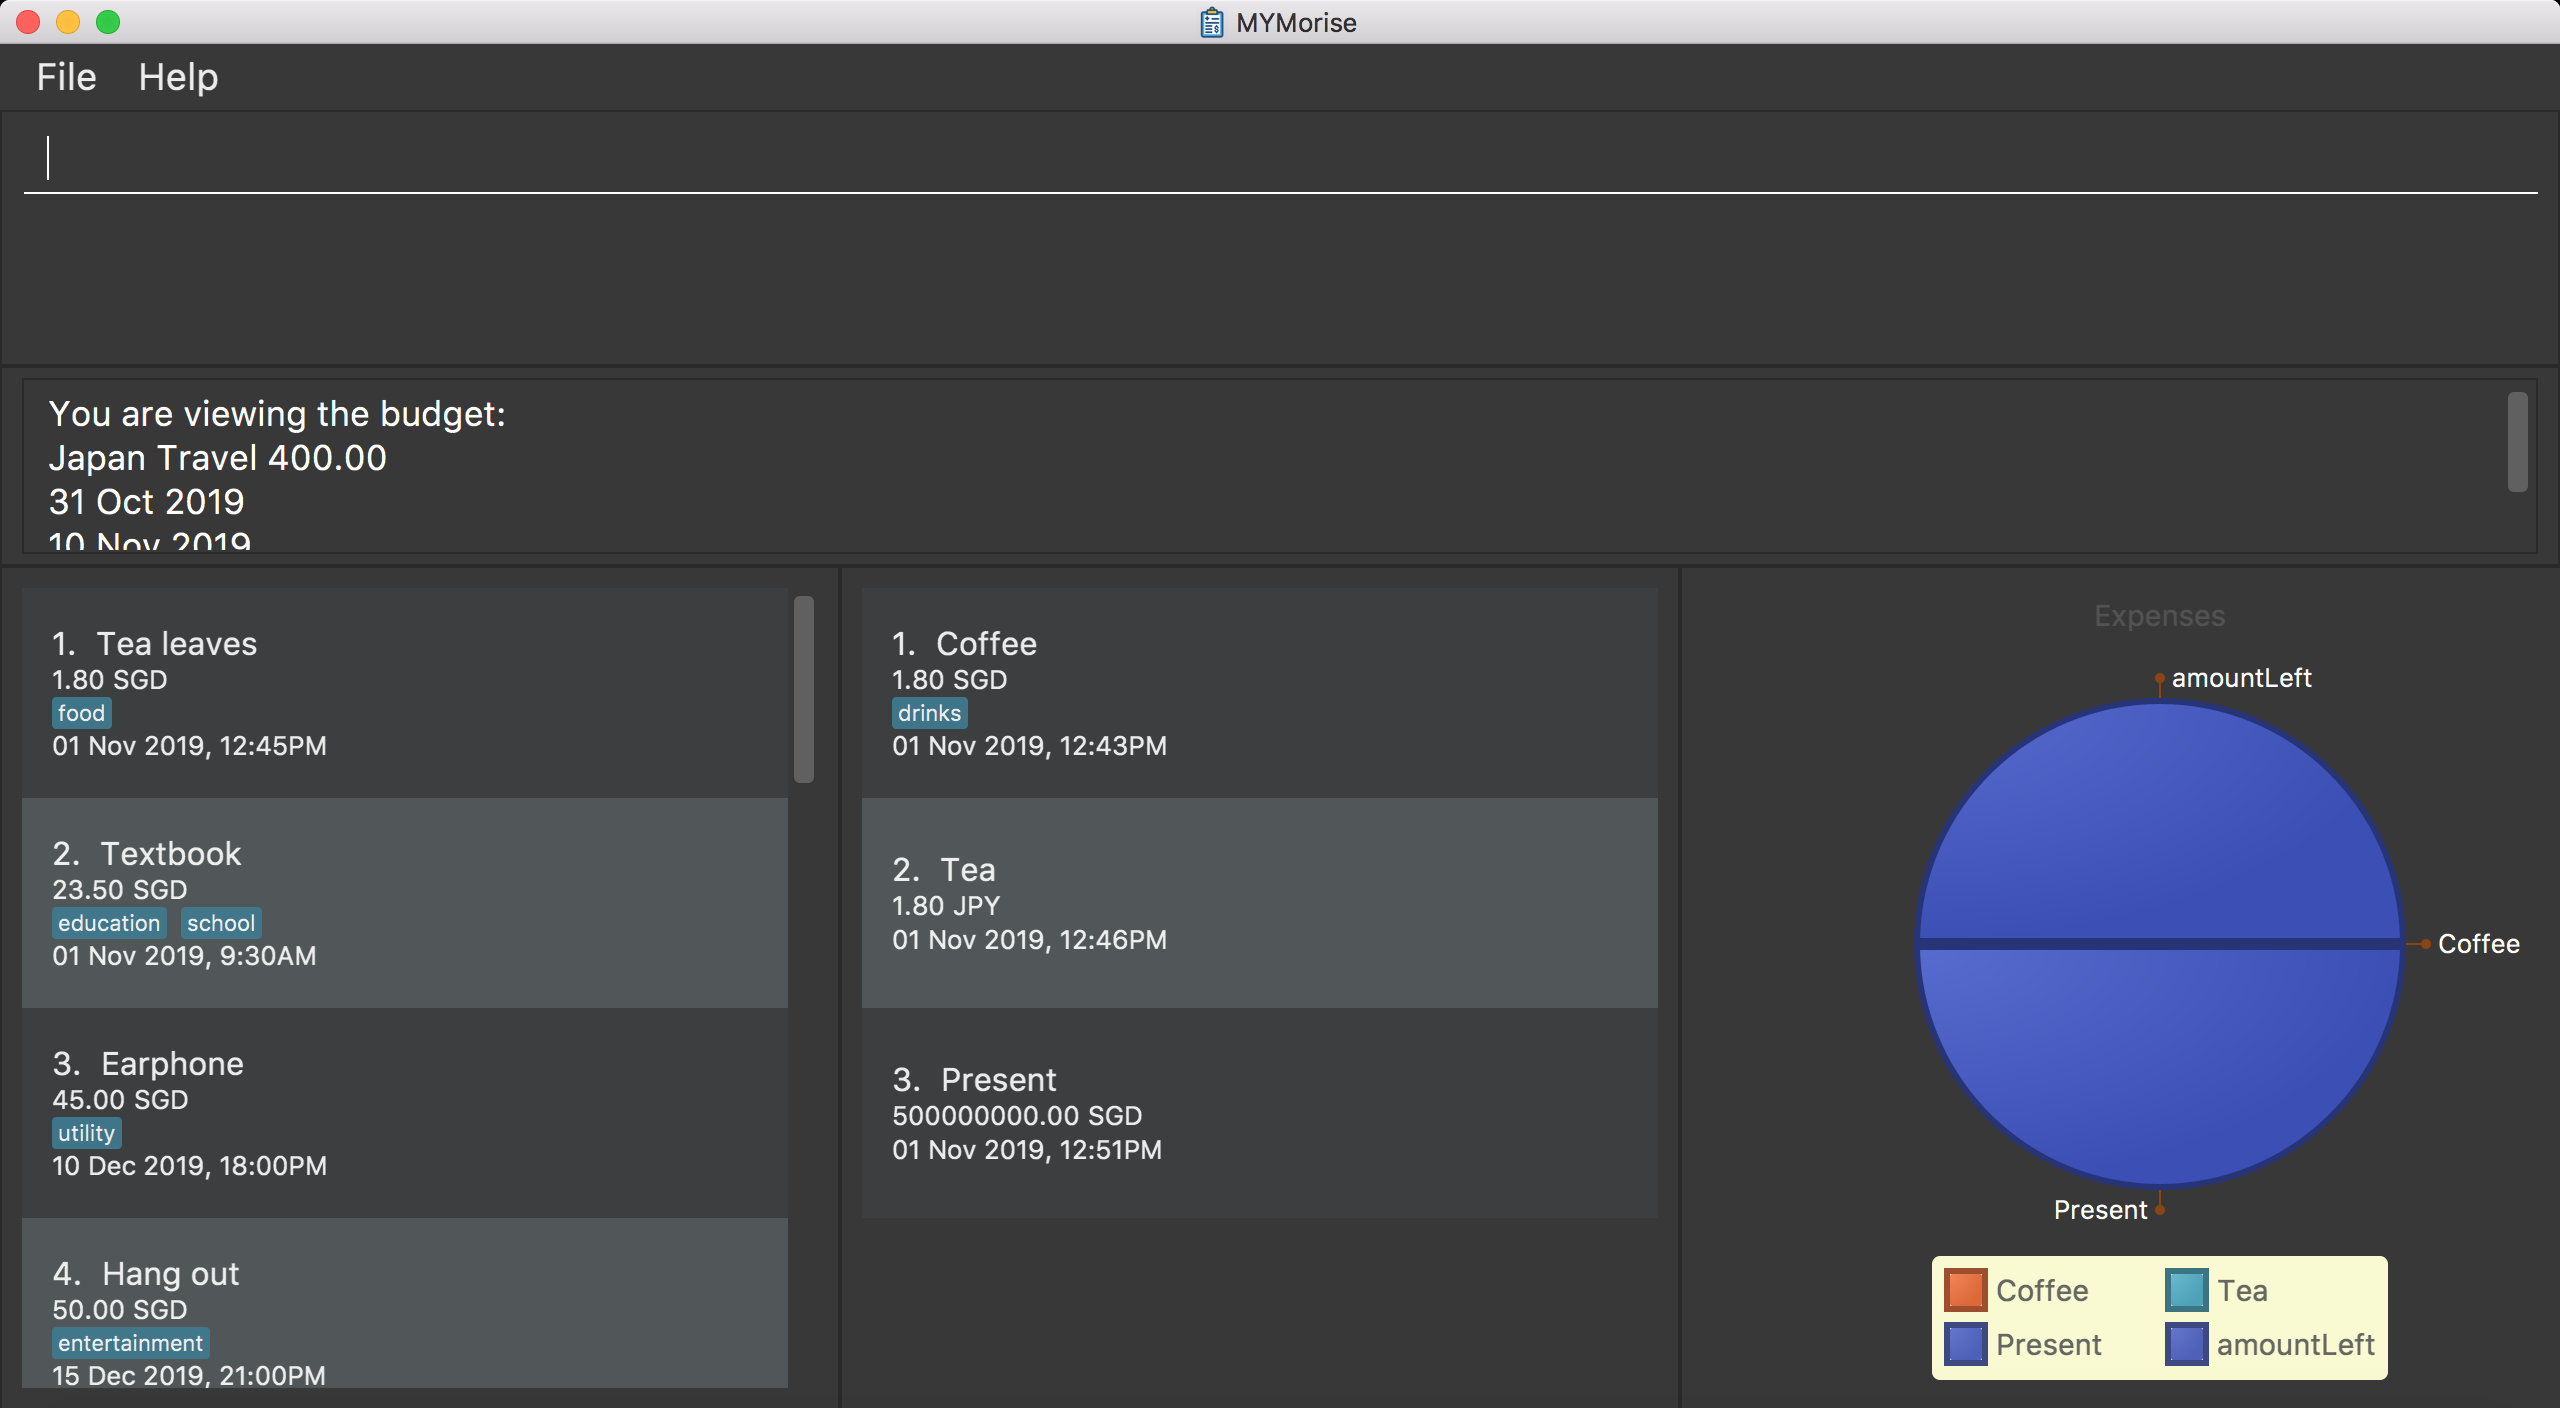 MYMorise
File Help
You are viewing the budget:
Japan Travel 400.00
31 Oct 2019
10 Nov 2019
1. Tea leaves
1.80 SGD
food
01 Nov 2019, 12:45PM
2. Textbook
23.50 SGD
education school
01 Nov 2019, 9:30AM
3. Earphone
45.00 SGD
utility
10 Dec 2019, 18:00PM
4. Hang out
50.00 SGD
entertainment
15 Dec 2019, 21:00PM
1. Coffee
1.80 SGD
drinks
01 Nov 2019, 12:43PM
2. Tea
1.80 JPY
01 Nov 2019, 12:46PM
3. Present
500000000.00 SGD
01 Nov 2019, 12:51PM
Expenses
amountLeft
Coffee
Present
Coffee Tea
Present amountLeft